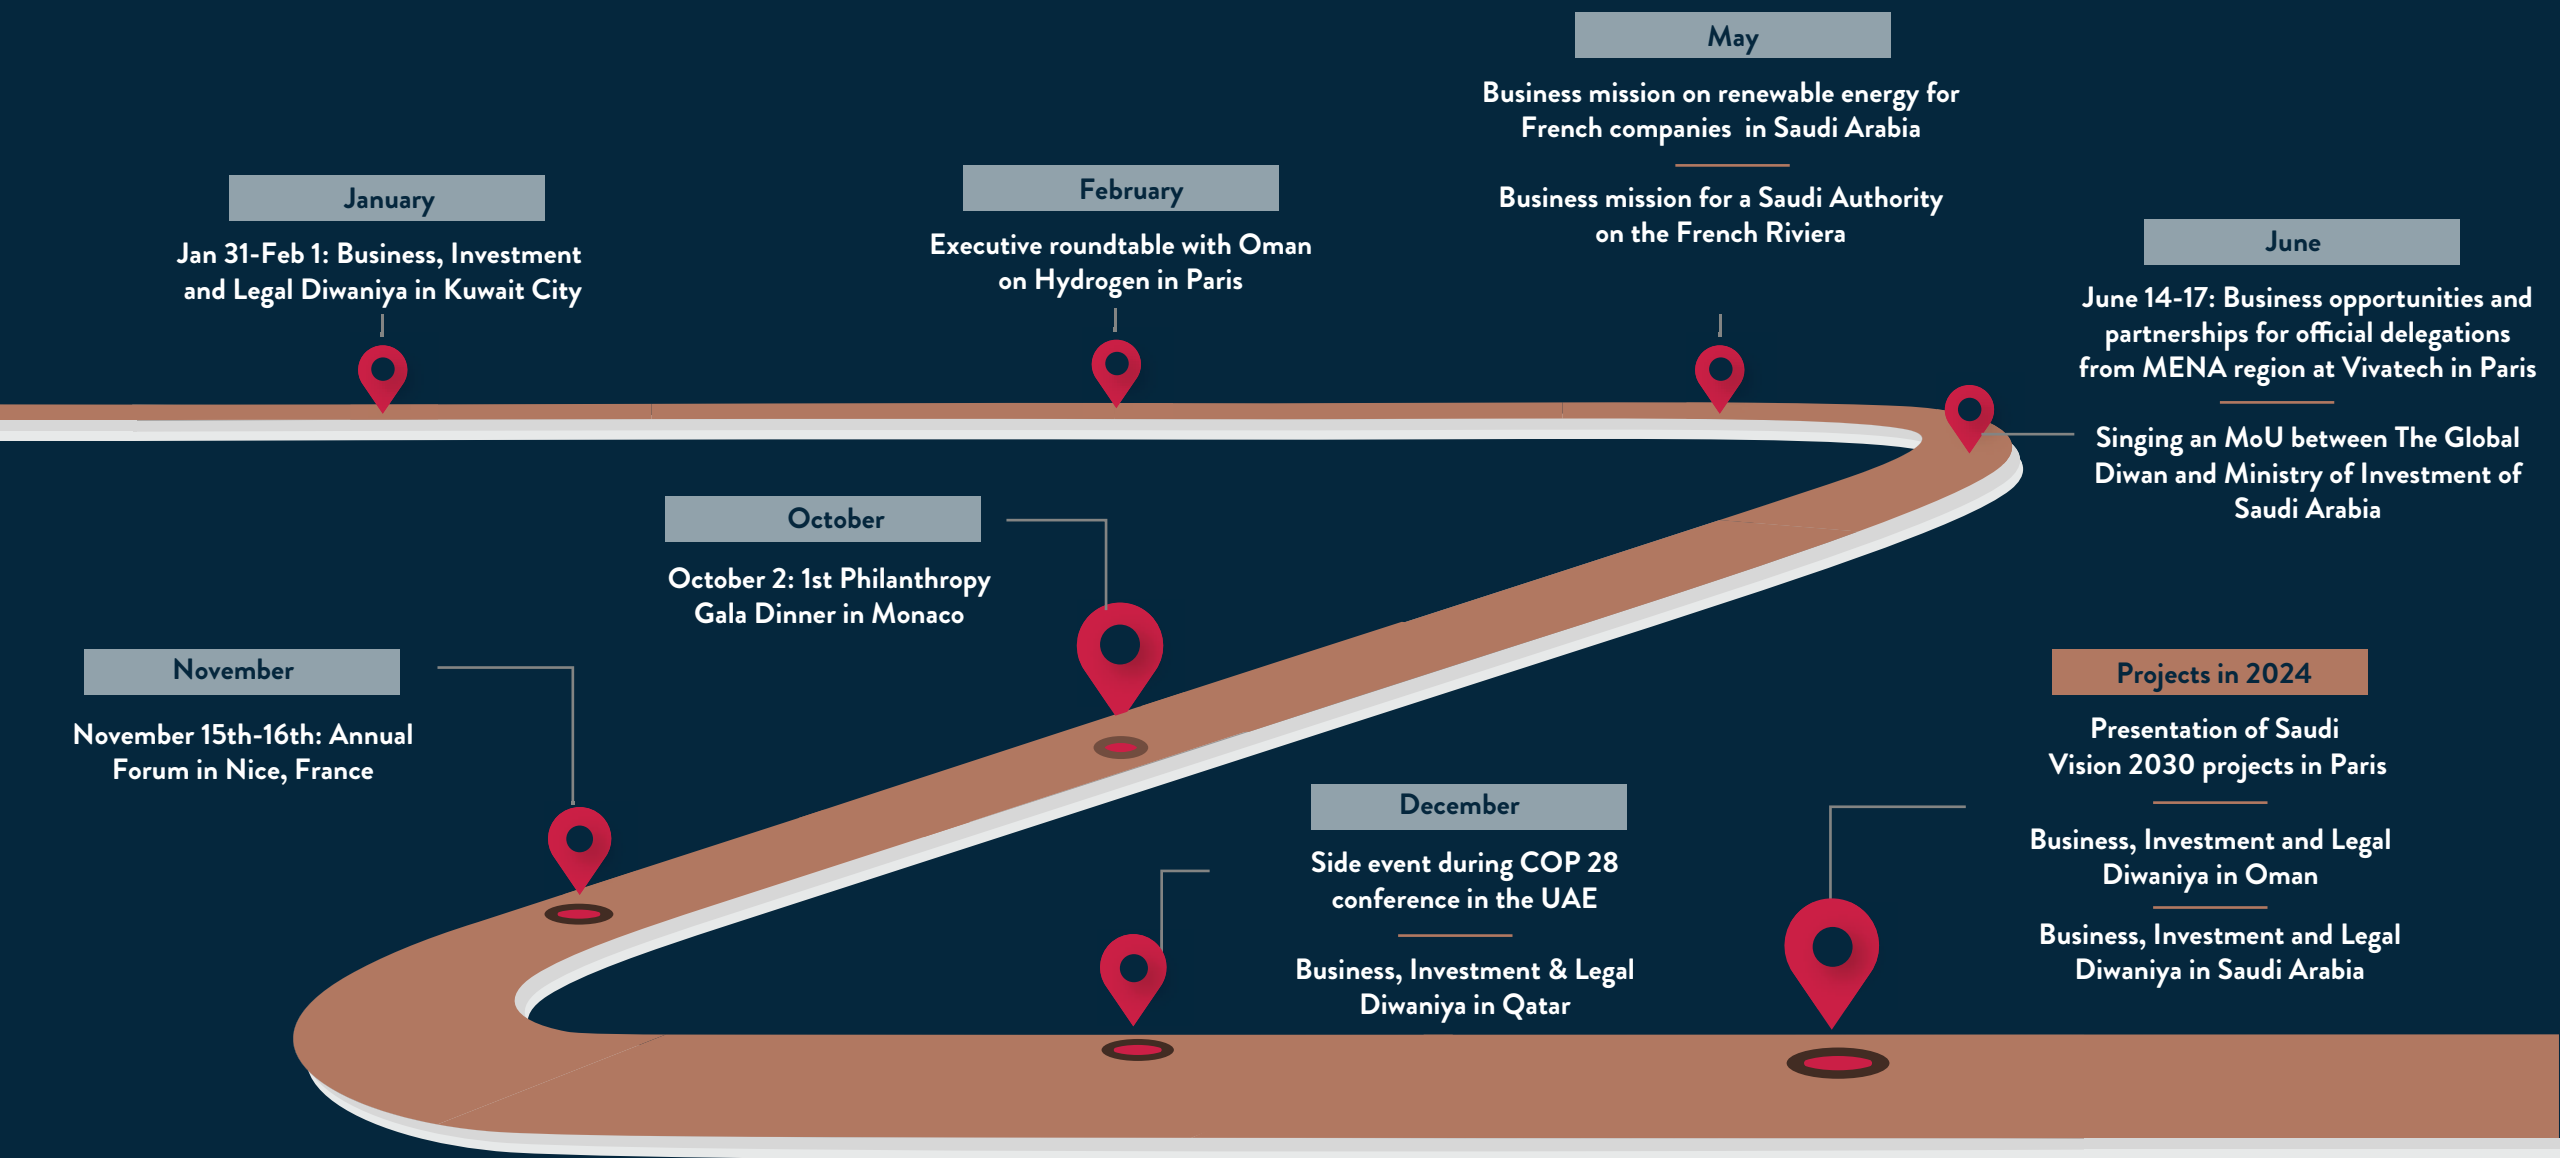 January
Jan 31-Feb 1: Business, Investment
and Legal Diwaniya in Kuwait City
February
Executive roundtable with Oman
on Hydrogen in Paris
May
Business mission on renewable energy for
French companies  in Saudi Arabia
Business mission for a Saudi Authority
on the French Riviera
June
June 14-17: Business opportunities and
partnerships for official delegations
from MENA region at Vivatech in Paris
Singing an MoU between The Global
Diwan and Ministry of Investment of
Saudi Arabia
October
October 2: 1st Philanthropy
Gala Dinner in Monaco
November
November 15th-16th: Annual
Forum in Nice, France
December
Side event during COP 28
conference in the UAE
Business, Investment & Legal
Diwaniya in Qatar
Projects in 2024
Presentation of Saudi
Vision 2030 projects in Paris
Business, Investment and Legal
Diwaniya in Oman
Business, Investment and Legal
Diwaniya in Saudi Arabia